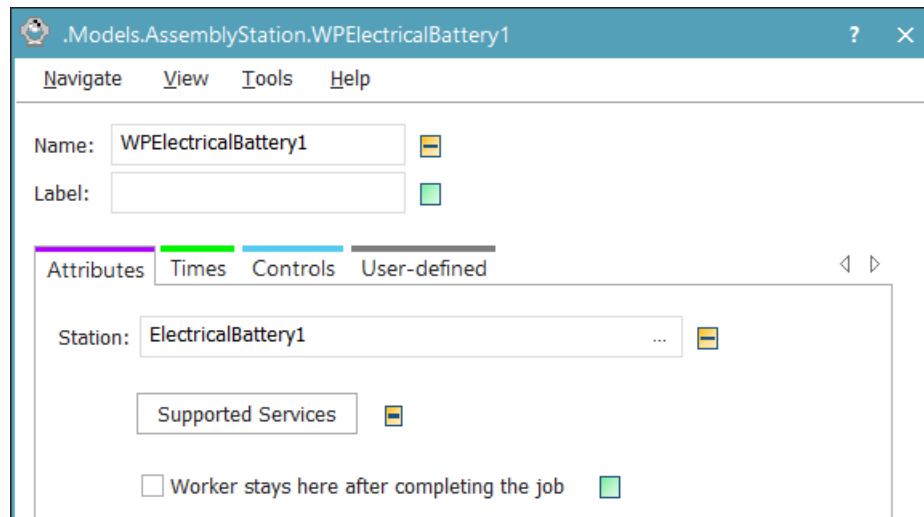 .Models.AssemblyStation.WPElectricalBattery1 ?
Navigate View Tools Help
Name: WPElectricalBattery1
Label:
Attributes Times Controls User-defined
Station: ElectricalBattery1 ...
Supported Services
Worker stays here after completing the job